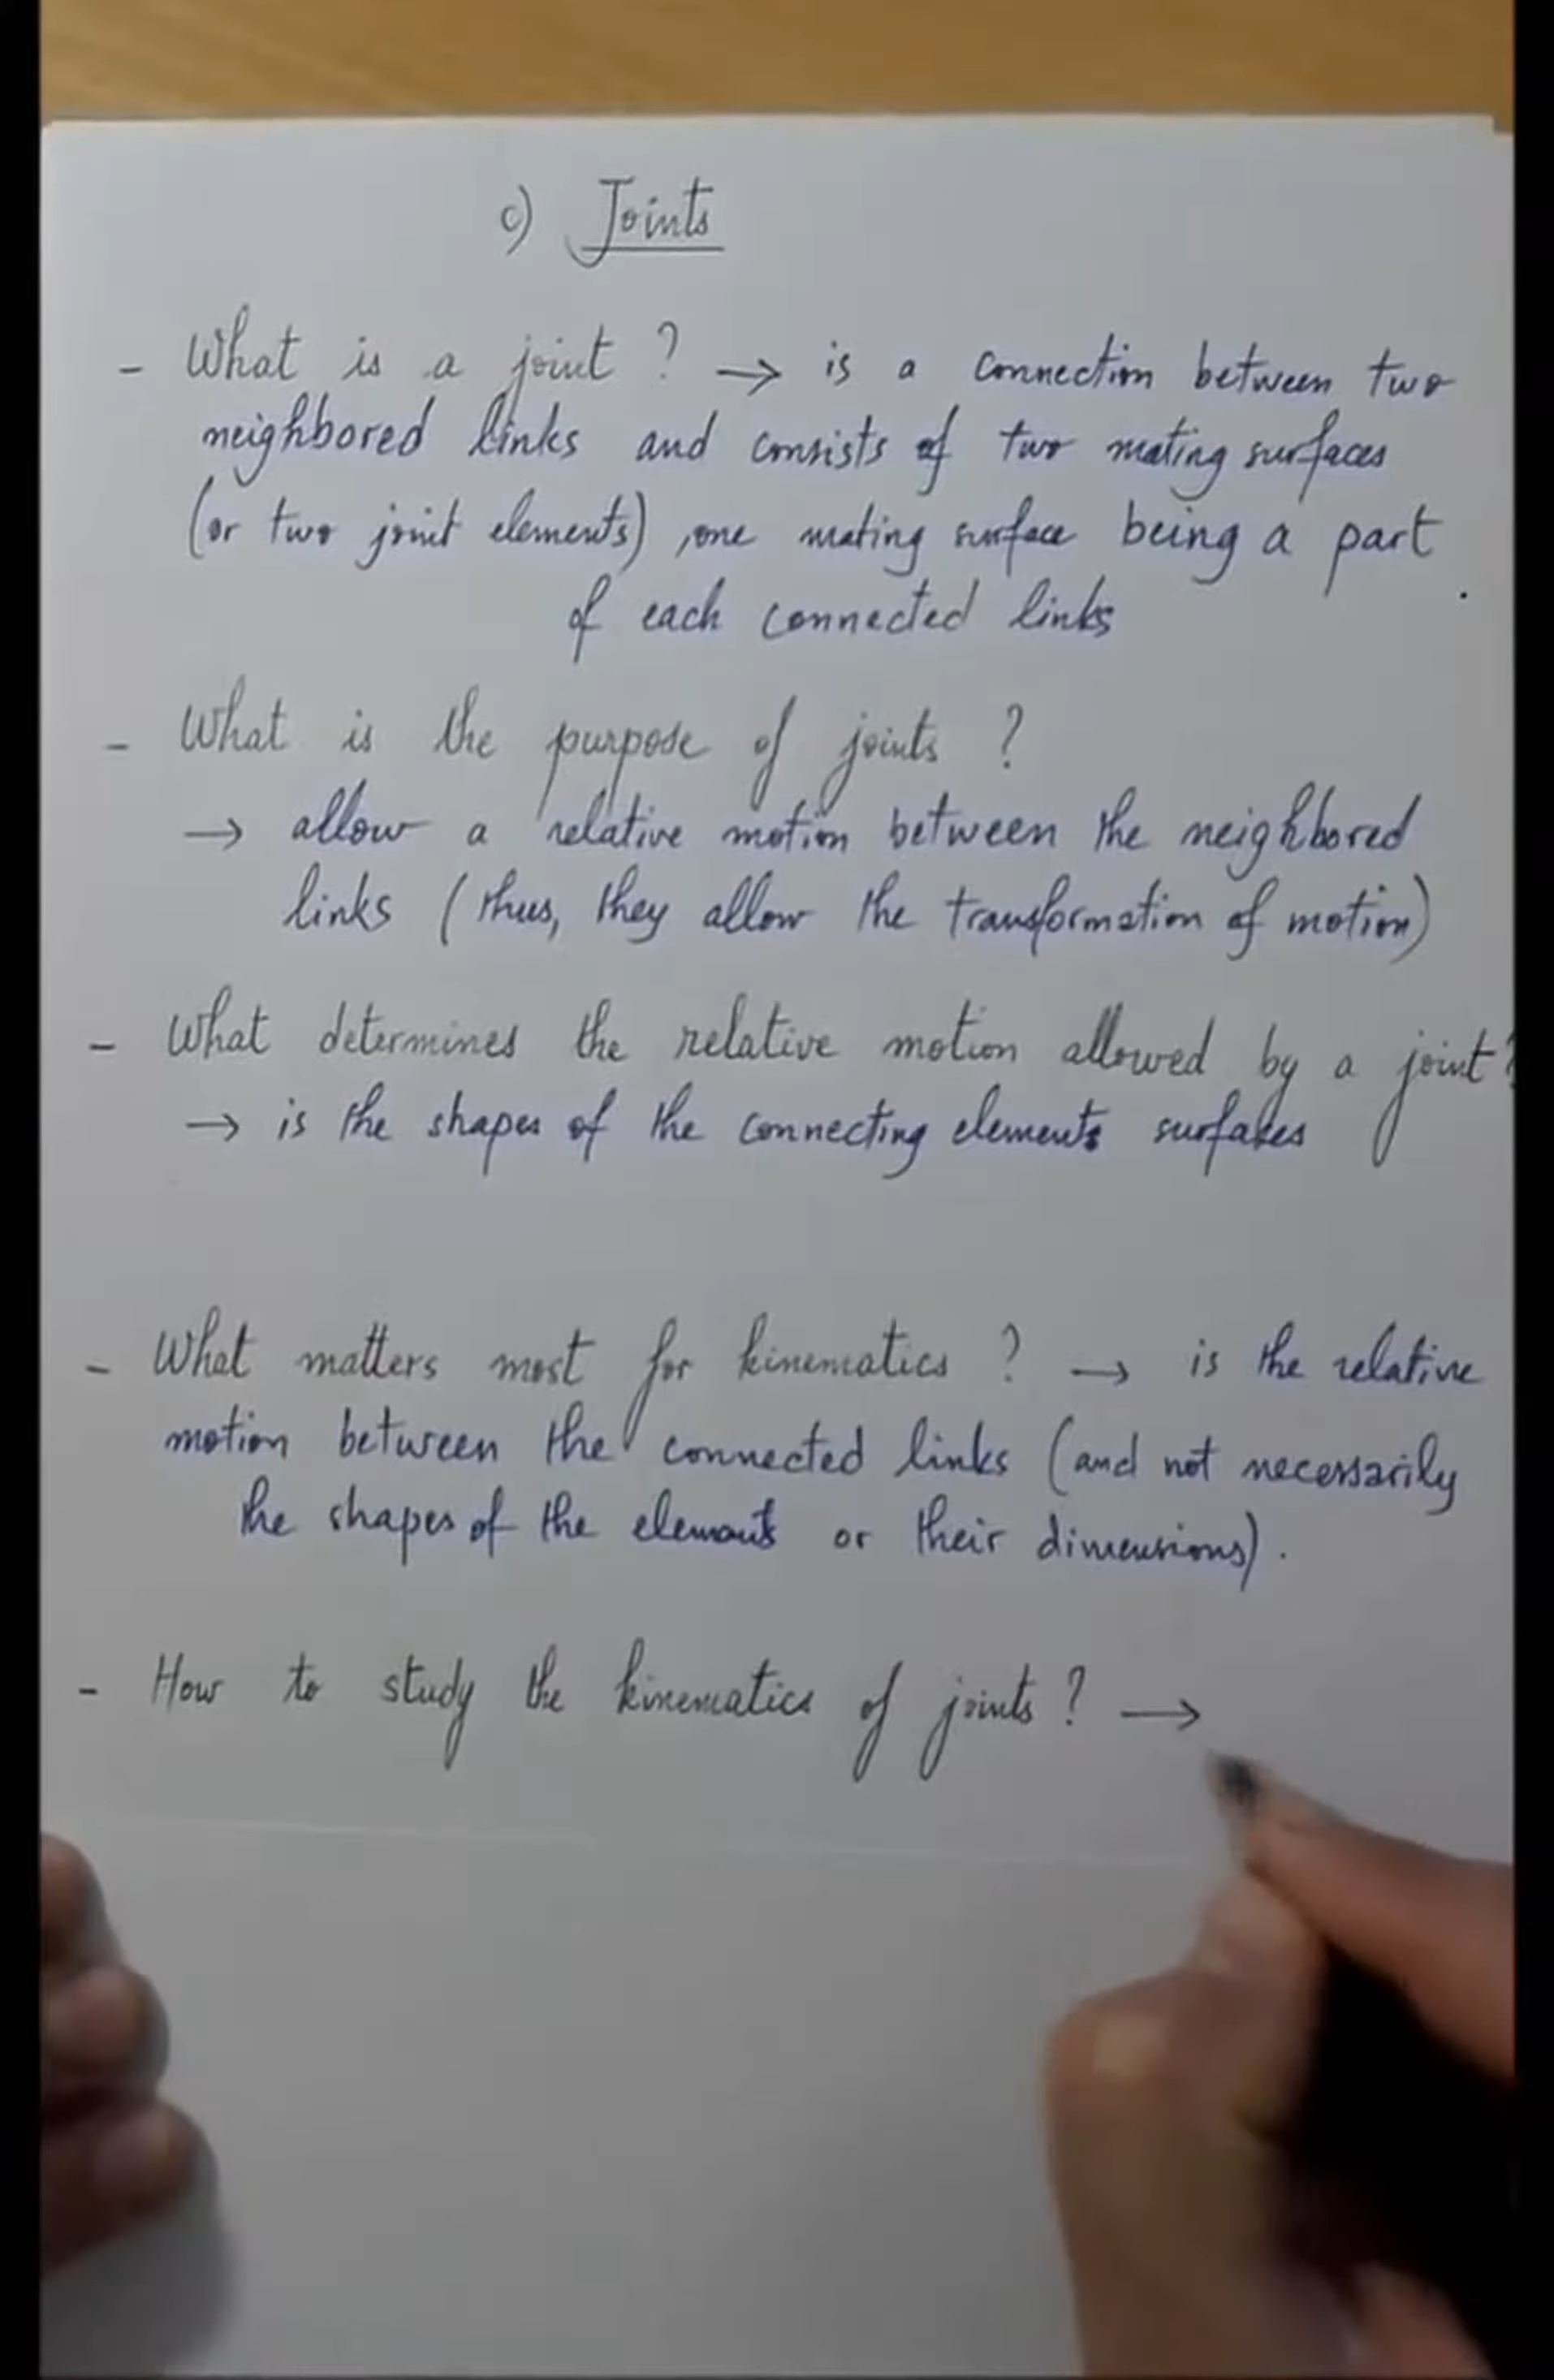 c) Joints
- What is a joint ? → is a connection between two
neighbored links and consists of two mating surfaces
(or two joint elements), one mating surface being a part
of each connected links.
- What is the purpose of joints ?
→ allow a relative motion between the neighbored
links (thus, they allow the transformation of motion)
- What determines the relative motion allowed by a joint?
→ is the shapes of the connecting elements surfaces
- What matters most for kinematics ? → is the relative
motion between the connected links (and not necessarily
the shapes of the elements or their dimensions).
- How to study the kinematics of joints ? →